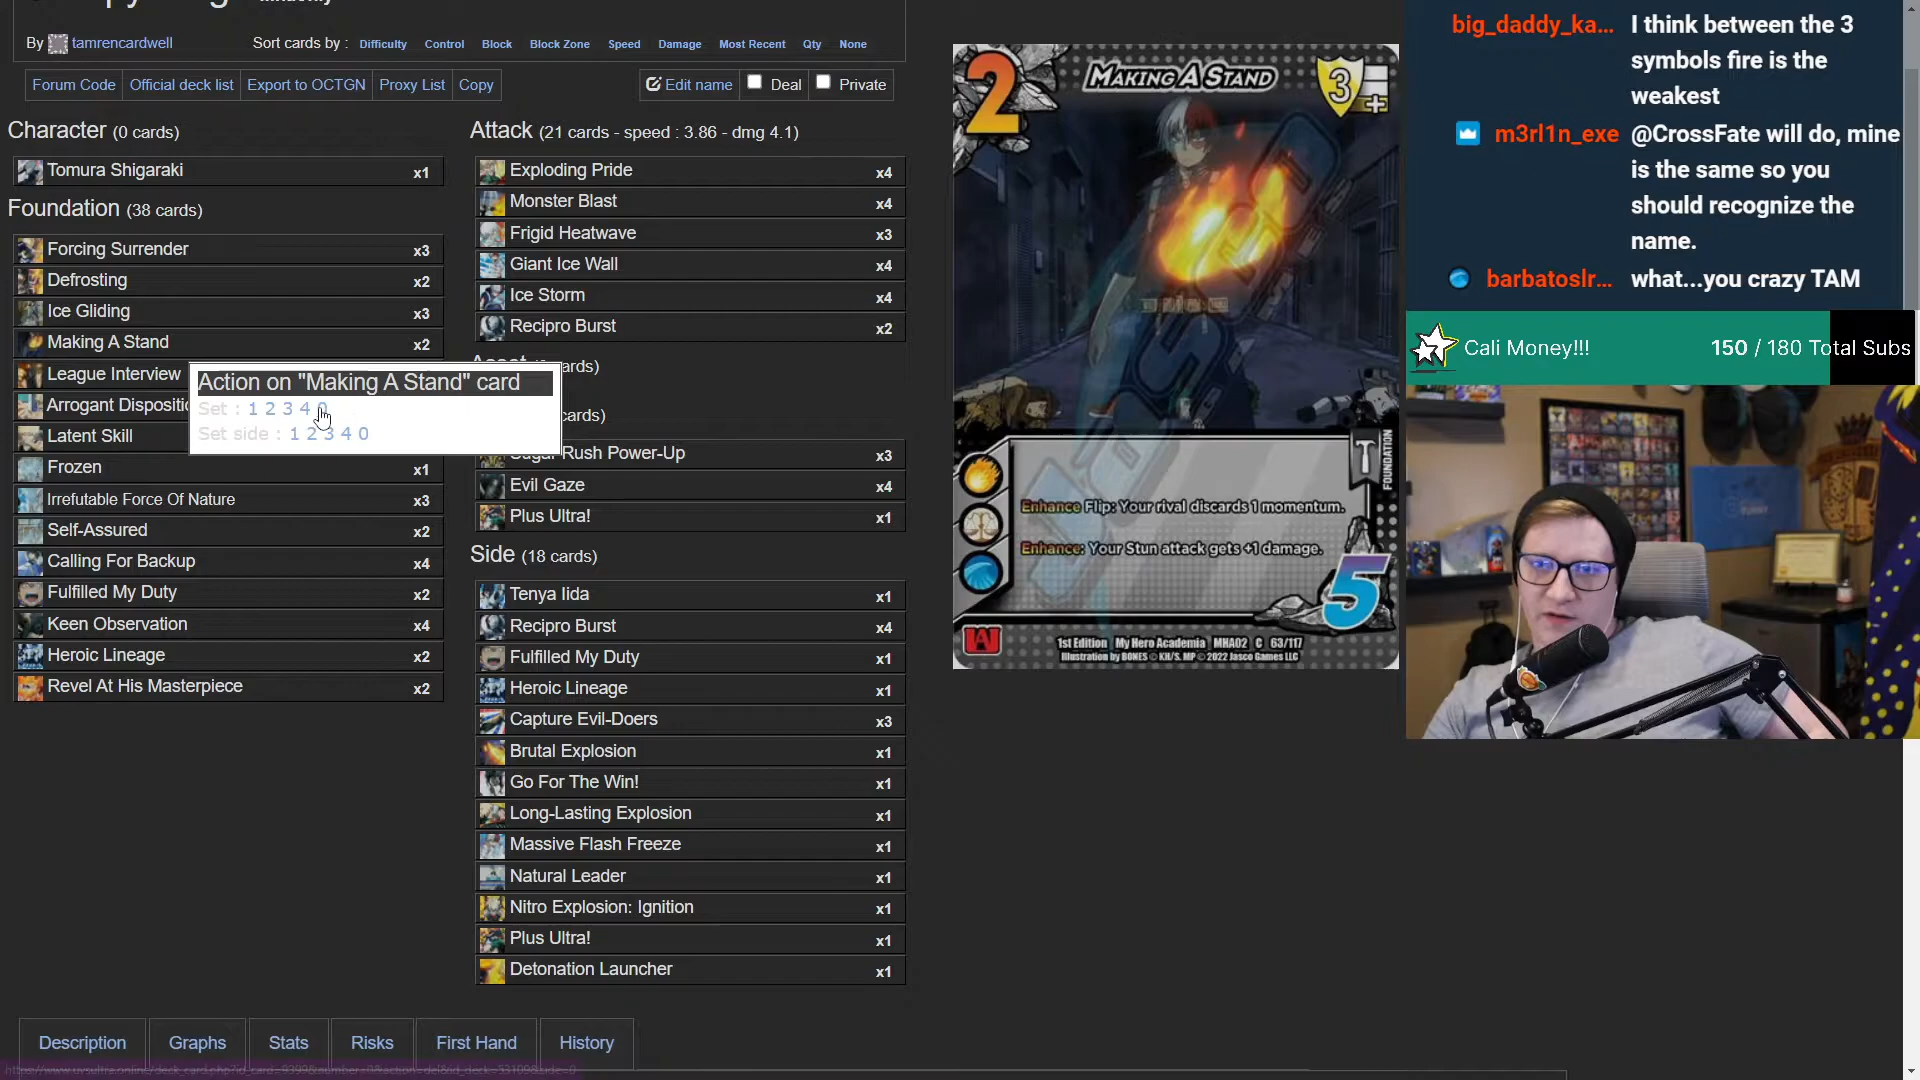 By tamrencardwell
Sort cards by : Difficulty Control Block Block Zone Speed Damage Most Recent Qty None
Forum Code Official deck list Export to OCTGN Proxy List Copy Edit name Deal Private
Character (0 cards)
Tomura Shigaraki x1
Foundation (38 cards)
Forcing Surrender x3
Defrosting x2
Ice Gliding x3
Making A Stand x2
League Interview
Arrogant
Latent Skill
Frozen x1
Irrefutable Force Of Nature x3
Self-Assured x2
Calling For Backup x4
Fulfilled My Duty x2
Keen Observation x4
Heroic Lineage x2
Revel At His Masterpiece x2
Action on "Making A Stand" card
Set : 1 2 3 4 0
Set side : 1 2 3 4 0
Attack (21 cards - speed : 3.86 - dmg 4.1)
Exploding Pride x4
Monster Blast x4
Frigid Heatwave x3
Giant Ice Wall x4
Ice Storm x4
Recipro Burst x2
cards)
cards)
Rush Power-Up x3
Evil Gaze x4
Plus Ultra! x1
Side (18 cards)
Tenya Iida x1
Recipro Burst x4
Fulfilled My Duty x1
Heroic Lineage x1
Capture Evil-Doers x3
Brutal Explosion x1
Go For The Win! x1
Long-Lasting Explosion x1
Massive Flash Freeze x1
Natural Leader x1
Nitro Explosion: Ignition x1
Plus Ultra! x1
Detonation Launcher x1
Description Graphs Stats Risks First Hand History
2 MAKING A STAND 3 +
FOUNDATION
Enhance Flip: Your rival discards 1 momentum.
Enhance: Your Stun attack gets +1 damage.
5
1st Edition My Hero Academia MHA02 C 63/117
Illustration by BONES © KH/S, MP © 2022 Jasco Games LLC
big_daddy_ka... I think between the 3
symbols fire is the
weakest
m3rl1n_exe @CrossFate will do, mine
is the same so you
should recognize the
name.
barbatoslr... what...you crazy TAM
Cali Money!!! 150 / 180 Total Subs